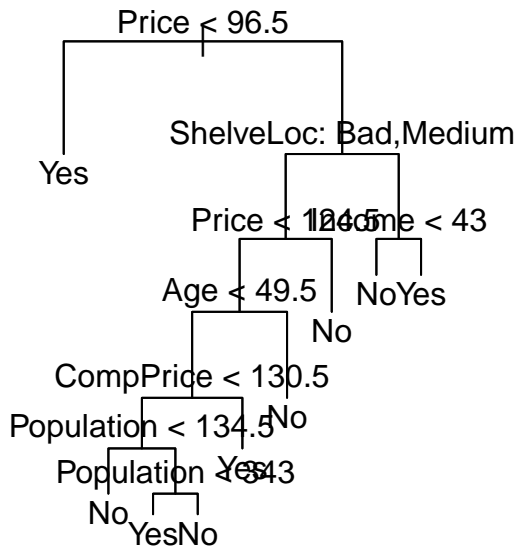 Price < 96.5
ShelveLoc: Bad,Medium
Yes
Price < 124.5
Income < 43
Age < 49.5
No
Yes
No
CompPrice < 130.5
No
Population < 134.5
Yes
Population < 343
No
Yes
No